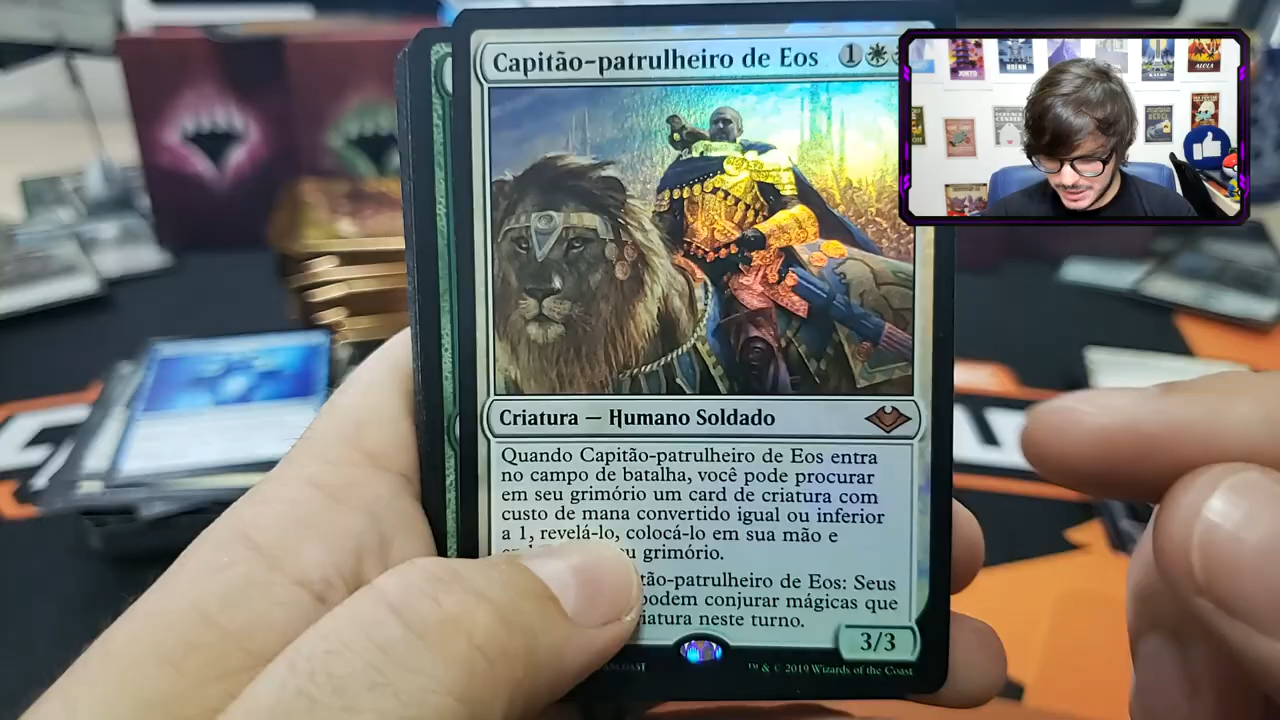 Capitão-patrulheiro de Eos 1
Criatura — Humano Soldado
Quando Capitão-patrulheiro de Eos entra
no campo de batalha, você pode procurar
em seu grimório um card de criatura com
custo de mana convertido igual ou inferior
a 1, revelá-lo, colocá-lo em sua mão e
grimório.
tão-patrulheiro de Eos: Seus
podem conjurar mágicas que
iatura neste turno.
3/3
™ & © 2019 Wizards of the Coast
ALOLA